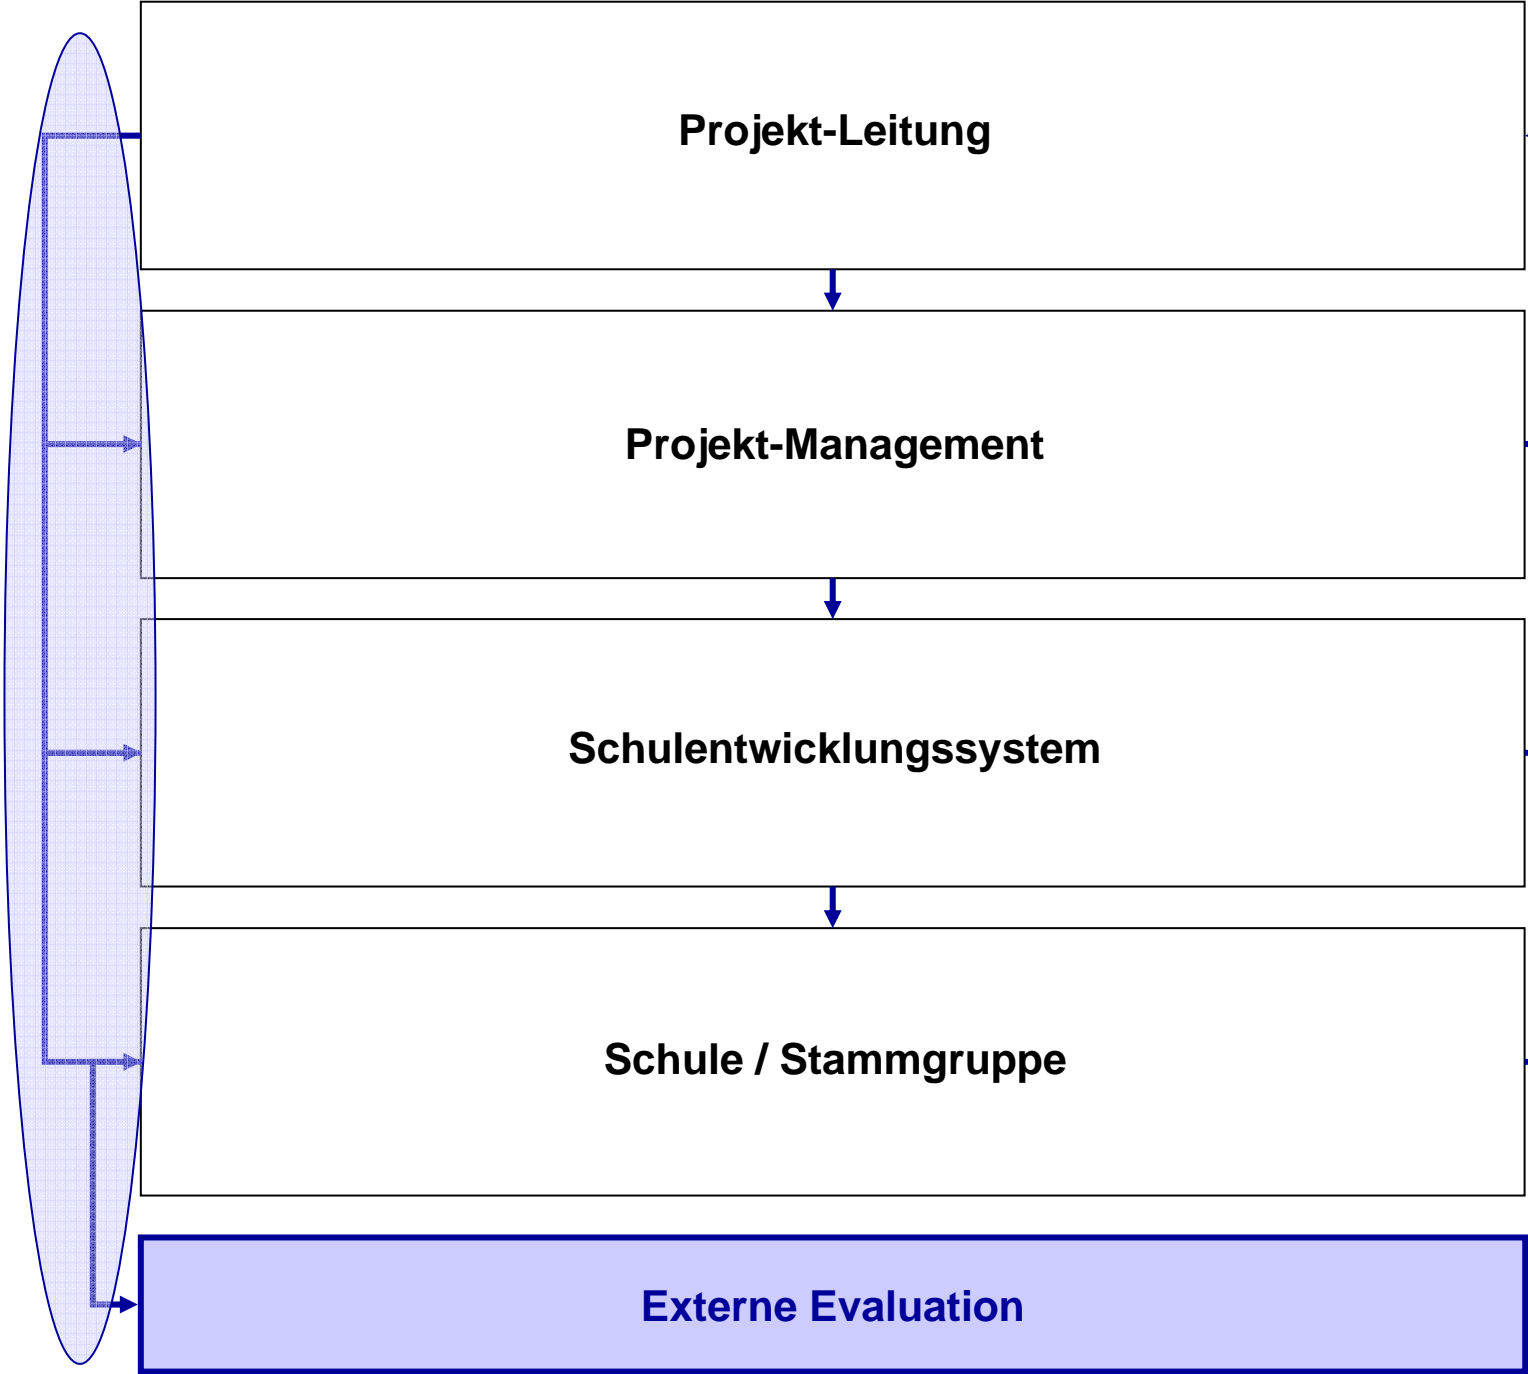 Projekt-Leitung
Projekt-Management
Schulentwicklungssystem
Schule / Stammgruppe
Externe Evaluation